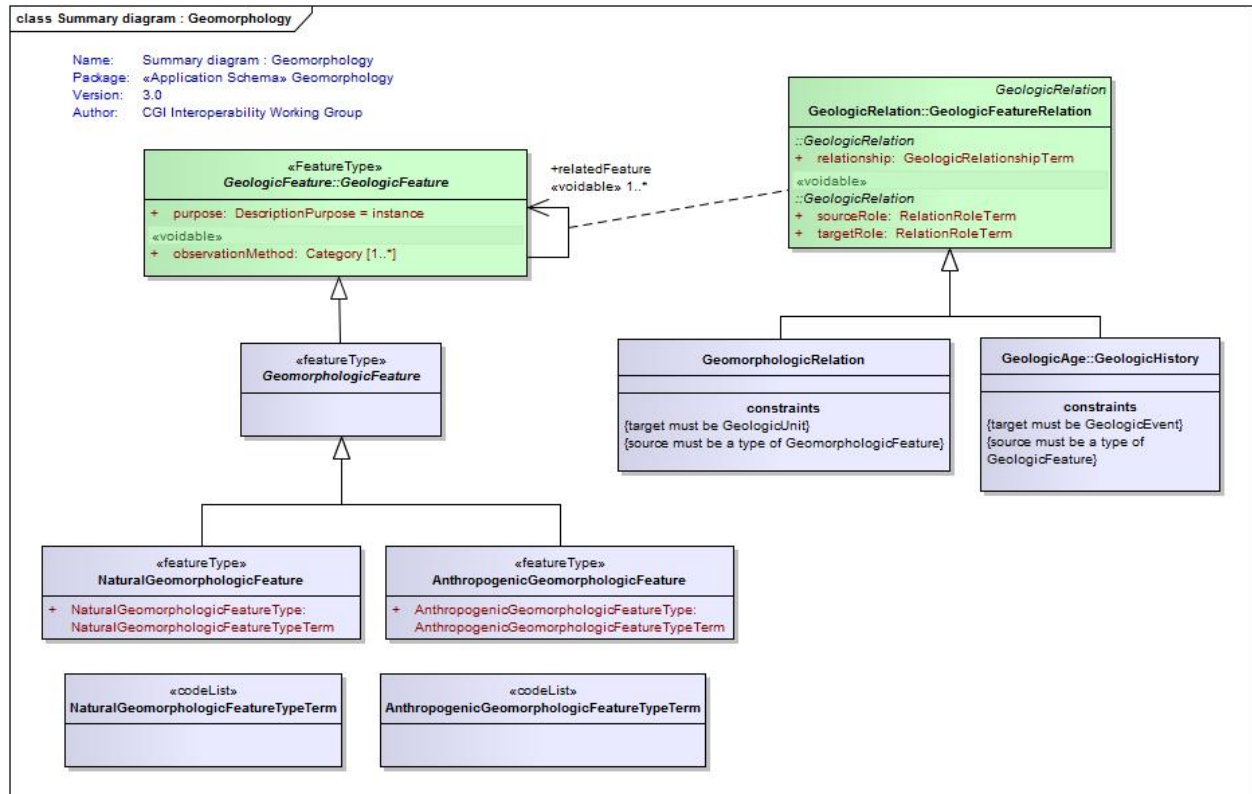 class Summary diagram : Geomorphology
Name: Summary diagram : Geomorphology
Package: «Application Schema» Geomorphology
Version: 3.0
Author: CGI Interoperability Working Group
«FeatureType»
GeologicFeature::GeologicFeature
+ purpose: DescriptionPurpose = instance
«voidable»
+ observationMethod: Category [1..*]
+relatedFeature
«voidable» 1..*
GeologicRelation
GeologicRelation::GeologicFeatureRelation
::GeologicRelation
+ relationship: GeologicRelationshipTerm
«voidable»
::GeologicRelation
+ sourceRole: RelationRoleTerm
+ targetRole: RelationRoleTerm
«featureType»
GeomorphologicFeature
GeomorphologicRelation
constraints
{target must be GeologicUnit}
{source must be a type of GeomorphologicFeature}
GeologicAge::GeologicHistory
constraints
{target must be GeologicEvent}
{source must be a type of
GeologicFeature}
«featureType»
NaturalGeomorphologicFeature
+ NaturalGeomorphologicFeatureType:
NaturalGeomorphologicFeatureTypeTerm
«featureType»
AnthropogenicGeomorphologicFeature
+ AnthropogenicGeomorphologicFeatureType:
AnthropogenicGeomorphologicFeatureTypeTerm
«codeList»
NaturalGeomorphologicFeatureTypeTerm
«codeList»
AnthropogenicGeomorphologicFeatureTypeTerm